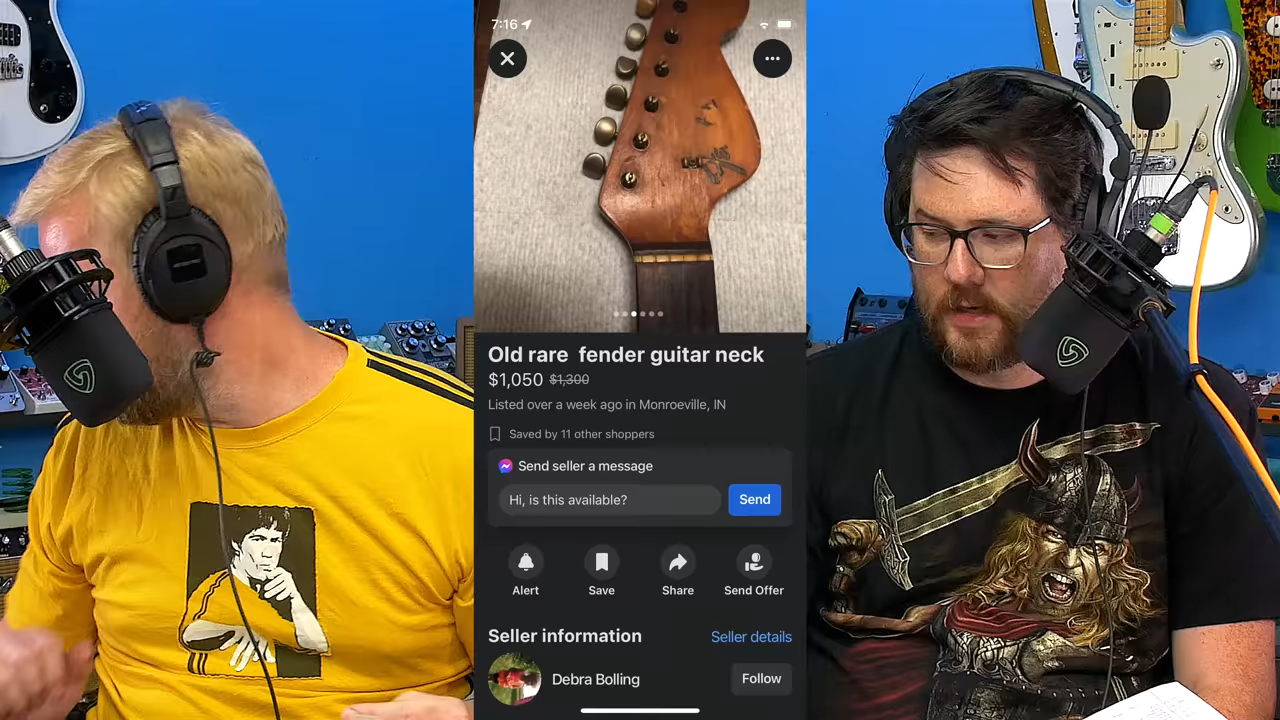 7:16
Old rare fender guitar neck
$1,050 $1,300
Listed over a week ago in Monroeville, IN
Saved by 11 other shoppers
Send seller a message
Hi, is this available?
Send
Alert
Save
Share
Send Offer
Seller information
Seller details
Debra Bolling
Follow